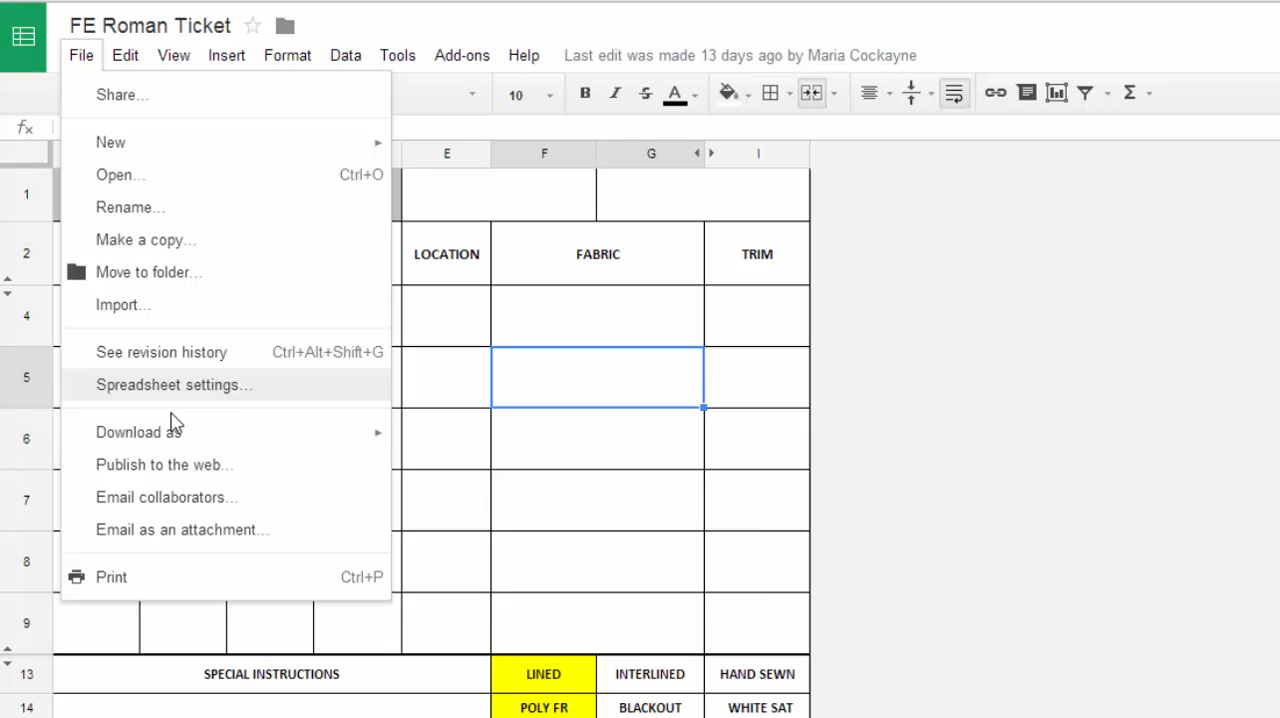 FE Roman Ticket
File Edit View Insert Format Data Tools Add-ons Help Last edit was made 13 days ago by Maria Cockayne
Share...
10 B I S A Σ
fx
New
E F G I
Open... Ctrl+O
1
Rename...
Make a copy...
2 LOCATION FABRIC TRIM
Move to folder...
Import...
4
See revision history Ctrl+Alt+Shift+G
5
Spreadsheet settings...
Download as
6
Publish to the web...
Email collaborators...
7
Email as an attachment...
8
Print Ctrl+P
9
13 SPECIAL INSTRUCTIONS LINED INTERLINED HAND SEWN
14 POLY FR BLACKOUT WHITE SAT